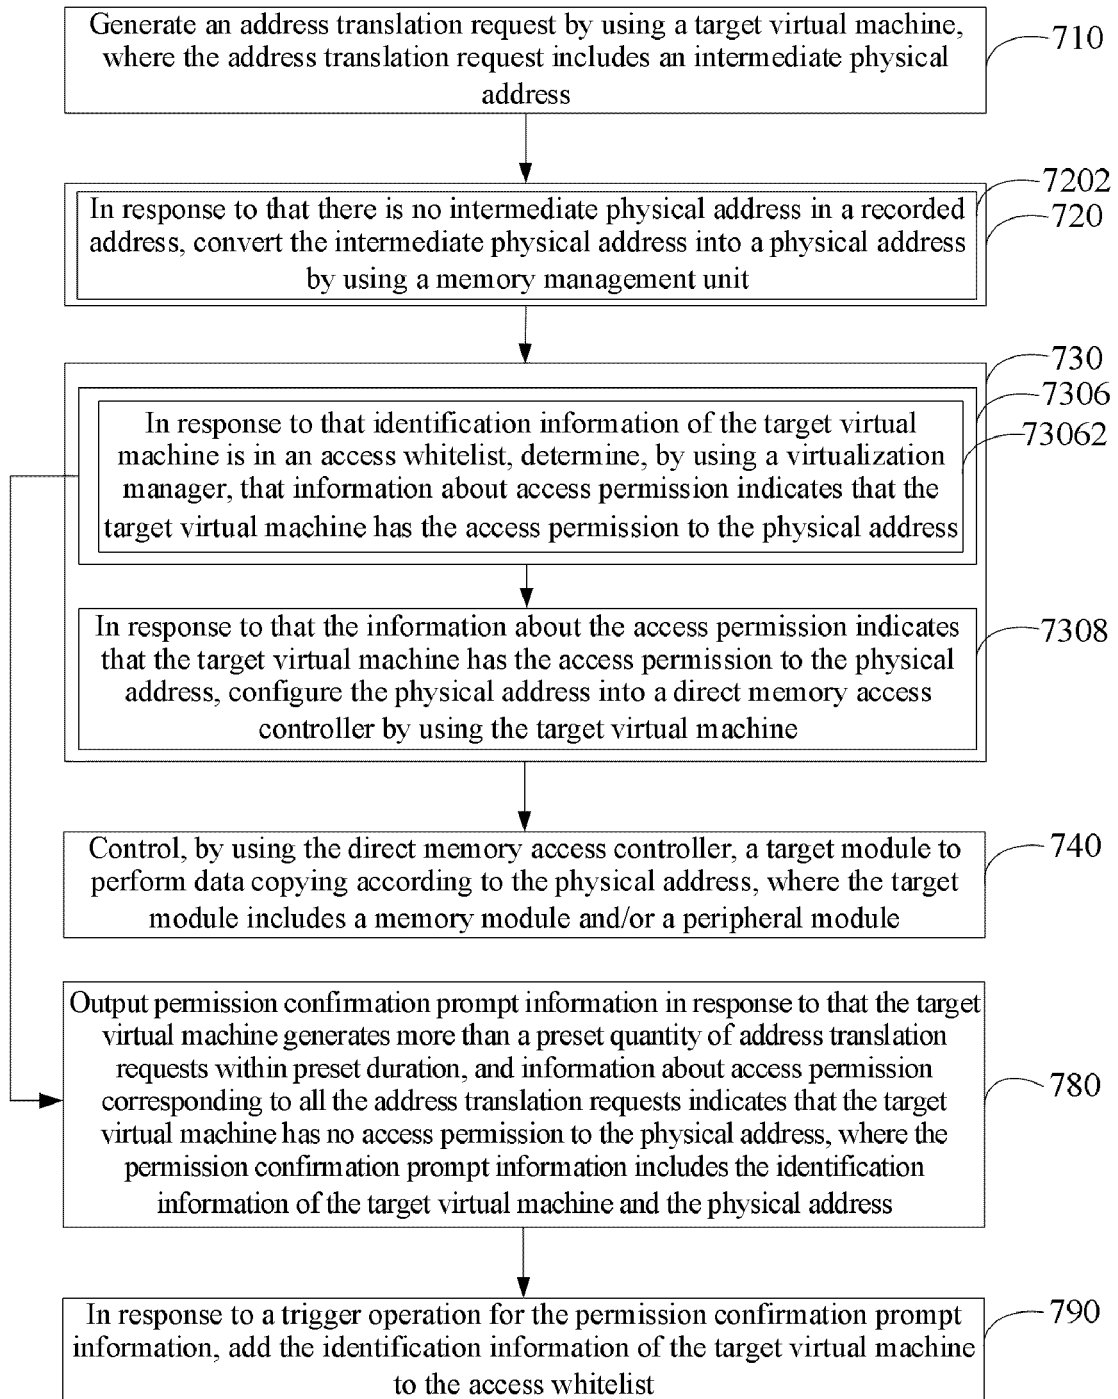 Generate an address translation request by using a target virtual machine,
where the address translation request includes an intermediate physical
address
710
7202
720
In response to that there is no intermediate physical address in a recorded
address, convert the intermediate physical address into a physical address
by using a memory management unit
730
7306
73062
In response to that identification information of the target virtual
machine is in an access whitelist, determine, by using a virtualization
manager, that information about access permission indicates that the
target virtual machine has the access permission to the physical address
In response to that the information about the access permission indicates
that the target virtual machine has the access permission to the physical
address, configure the physical address into a direct memory access
controller by using the target virtual machine
7308
Control, by using the direct memory access controller, a target module to
perform data copying according to the physical address, where the target
module includes a memory module and/or a peripheral module
740
Output permission confirmation prompt information in response to that the target
virtual machine generates more than a preset quantity of address translation
requests within preset duration, and information about access permission
corresponding to all the address translation requests indicates that the target
virtual machine has no access permission to the physical address, where the
permission confirmation prompt information includes the identification
information of the target virtual machine and the physical address
780
In response to a trigger operation for the permission confirmation prompt
information, add the identification information of the target virtual machine
to the access whitelist
790